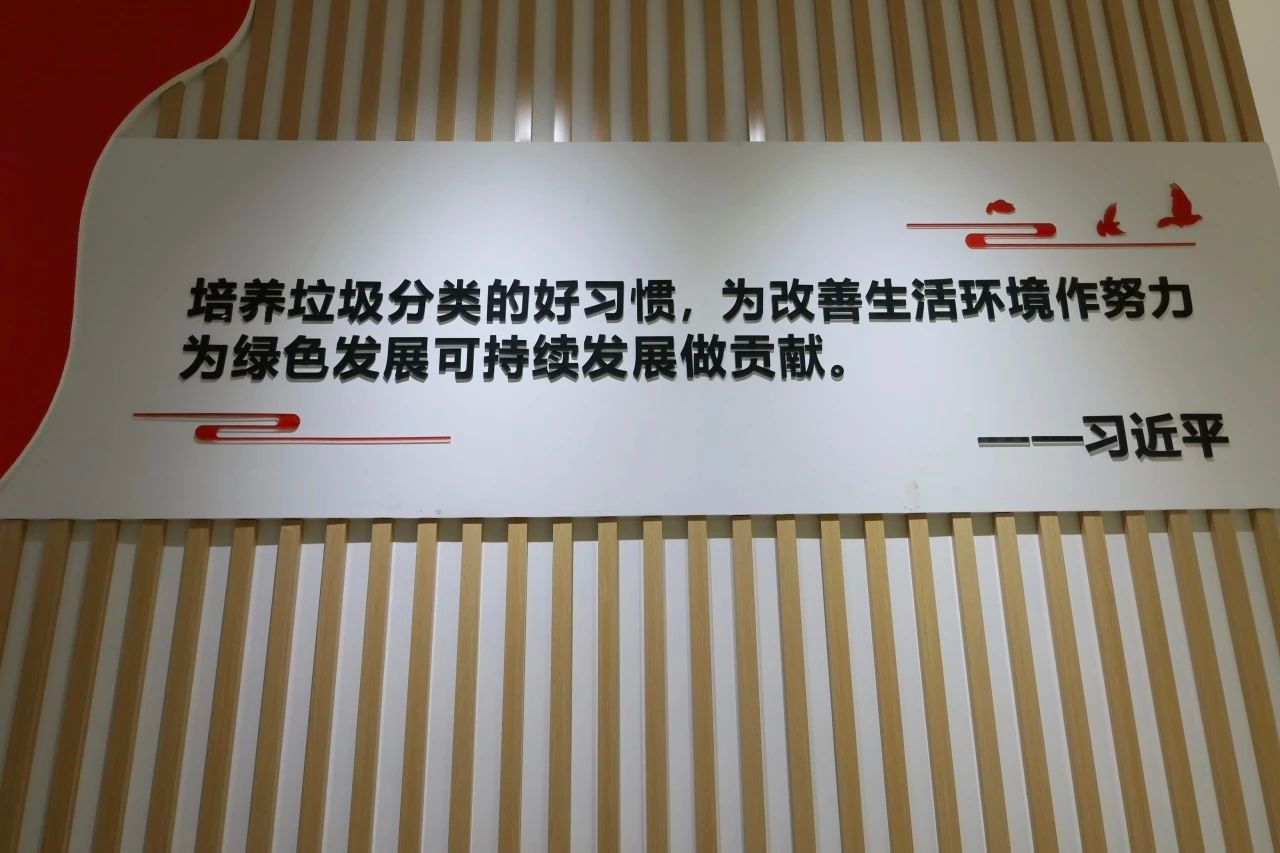 培养垃圾分类的好习惯，为改善生活环境作努力
为绿色发展可持续发展做贡献。
——习近平